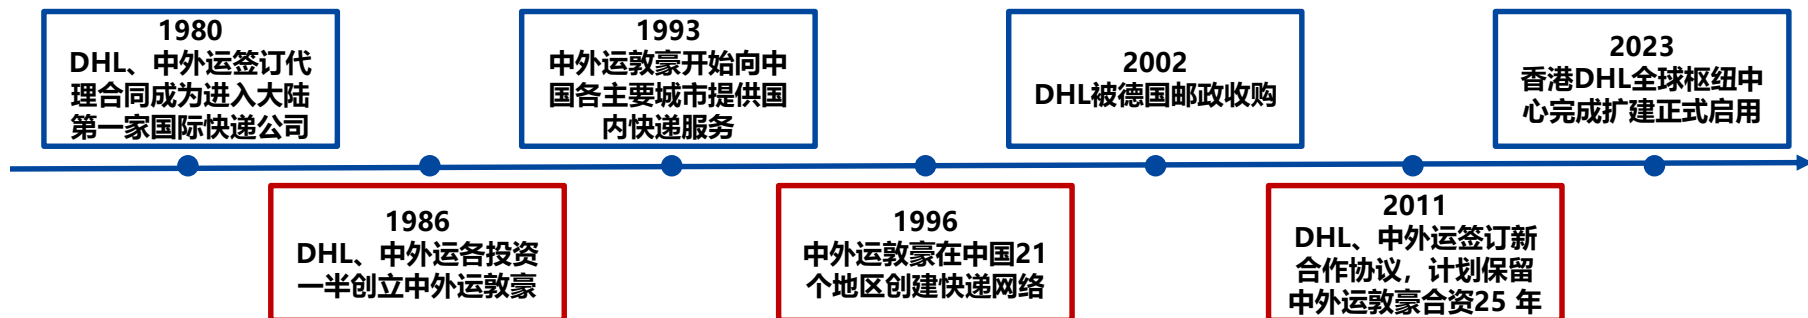 1980
DHL、中外运签订代
理合同成为进入大陆
第一家国际快递公司
1986
DHL、中外运各投资
一半创立中外运敦豪
1993
中外运敦豪开始向中
国各主要城市提供国
内快递服务
1996
中外运敦豪在中国21
个地区创建快递网络
2002
DHL被德国邮政收购
2011
DHL、中外运签订新
合作协议，计划保留
中外运敦豪合资25 年
2023
香港DHL全球枢纽中
心完成扩建正式启用